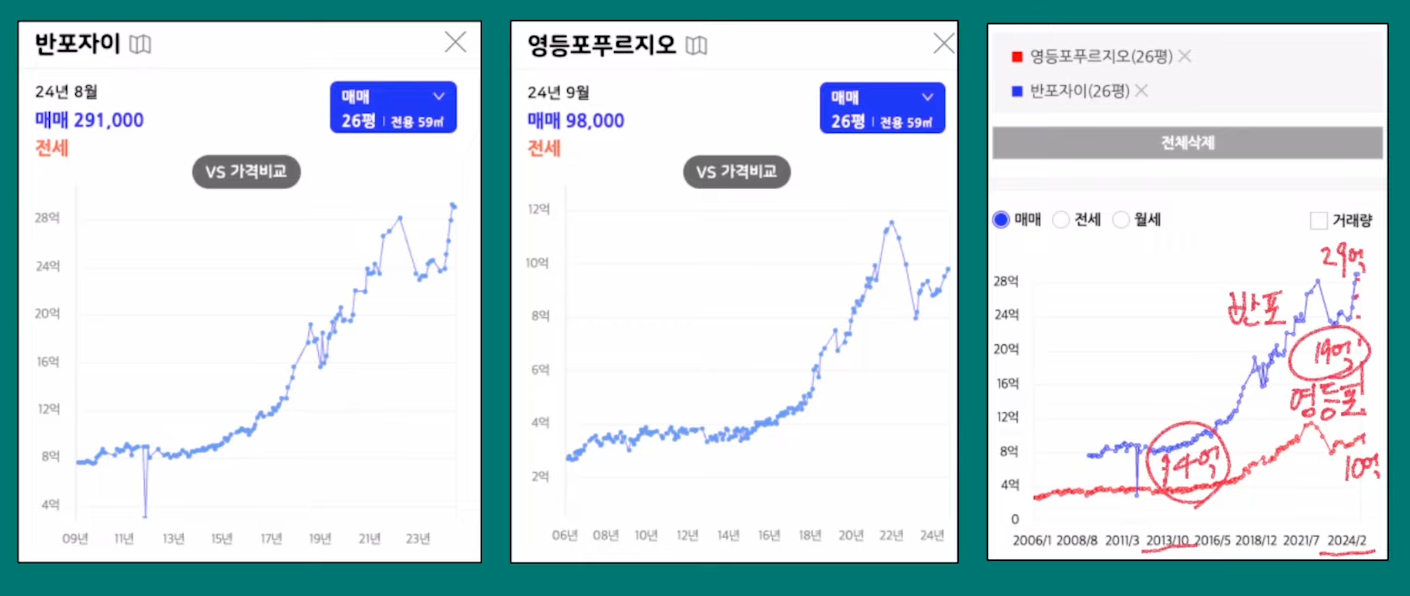 반포자이
24년 8월
매매 291,000
전세
매매
26평 | 전용 59㎡
VS 가격비교
28억
24억
20억
16억
12억
8억
4억
09년 11년 13년 15년 17년 19년 21년 23년
영등포푸르지오
24년 9월
매매 98,000
전세
매매
26평 | 전용 59㎡
VS 가격비교
12억
10억
8억
6억
4억
2억
06년 08년 10년 12년 14년 16년 18년 20년 22년 24년
영등포푸르지오(26평)
반포자이(26평)
전체삭제
매매 전세 월세 거래량
29억
28억
반포
24억
20억
19억
16억
영등포
12억
8억
4억
10억
4억
0
2006/1 2008/8 2011/3 2013/10 2016/5 2018/12 2021/7 2024/2